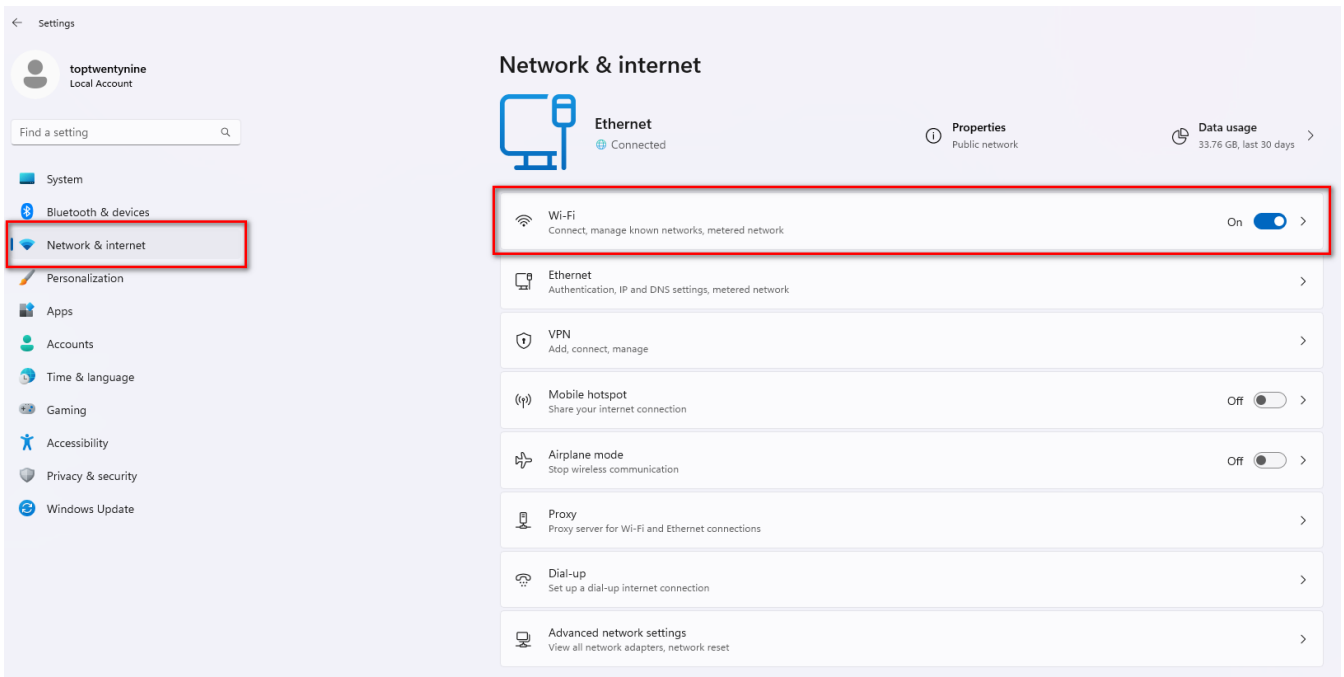 Settings
toptwentynine
Local Account
Find a setting
System
Bluetooth & devices
Network & internet
Personalization
Apps
Accounts
Time & language
Gaming
Accessibility
Privacy & security
Windows Update
Network & internet
Ethernet
Connected
Properties
Public network
Data usage
33.76 GB, last 30 days
Wi-Fi
Connect, manage known networks, metered network
On
Ethernet
Authentication, IP and DNS settings, metered network
VPN
Add, connect, manage
Mobile hotspot
Share your internet connection
Off
Airplane mode
Stop wireless communication
Off
Proxy
Proxy server for Wi-Fi and Ethernet connections
Dial-up
Set up a dial-up internet connection
Advanced network settings
View all network adapters, network reset